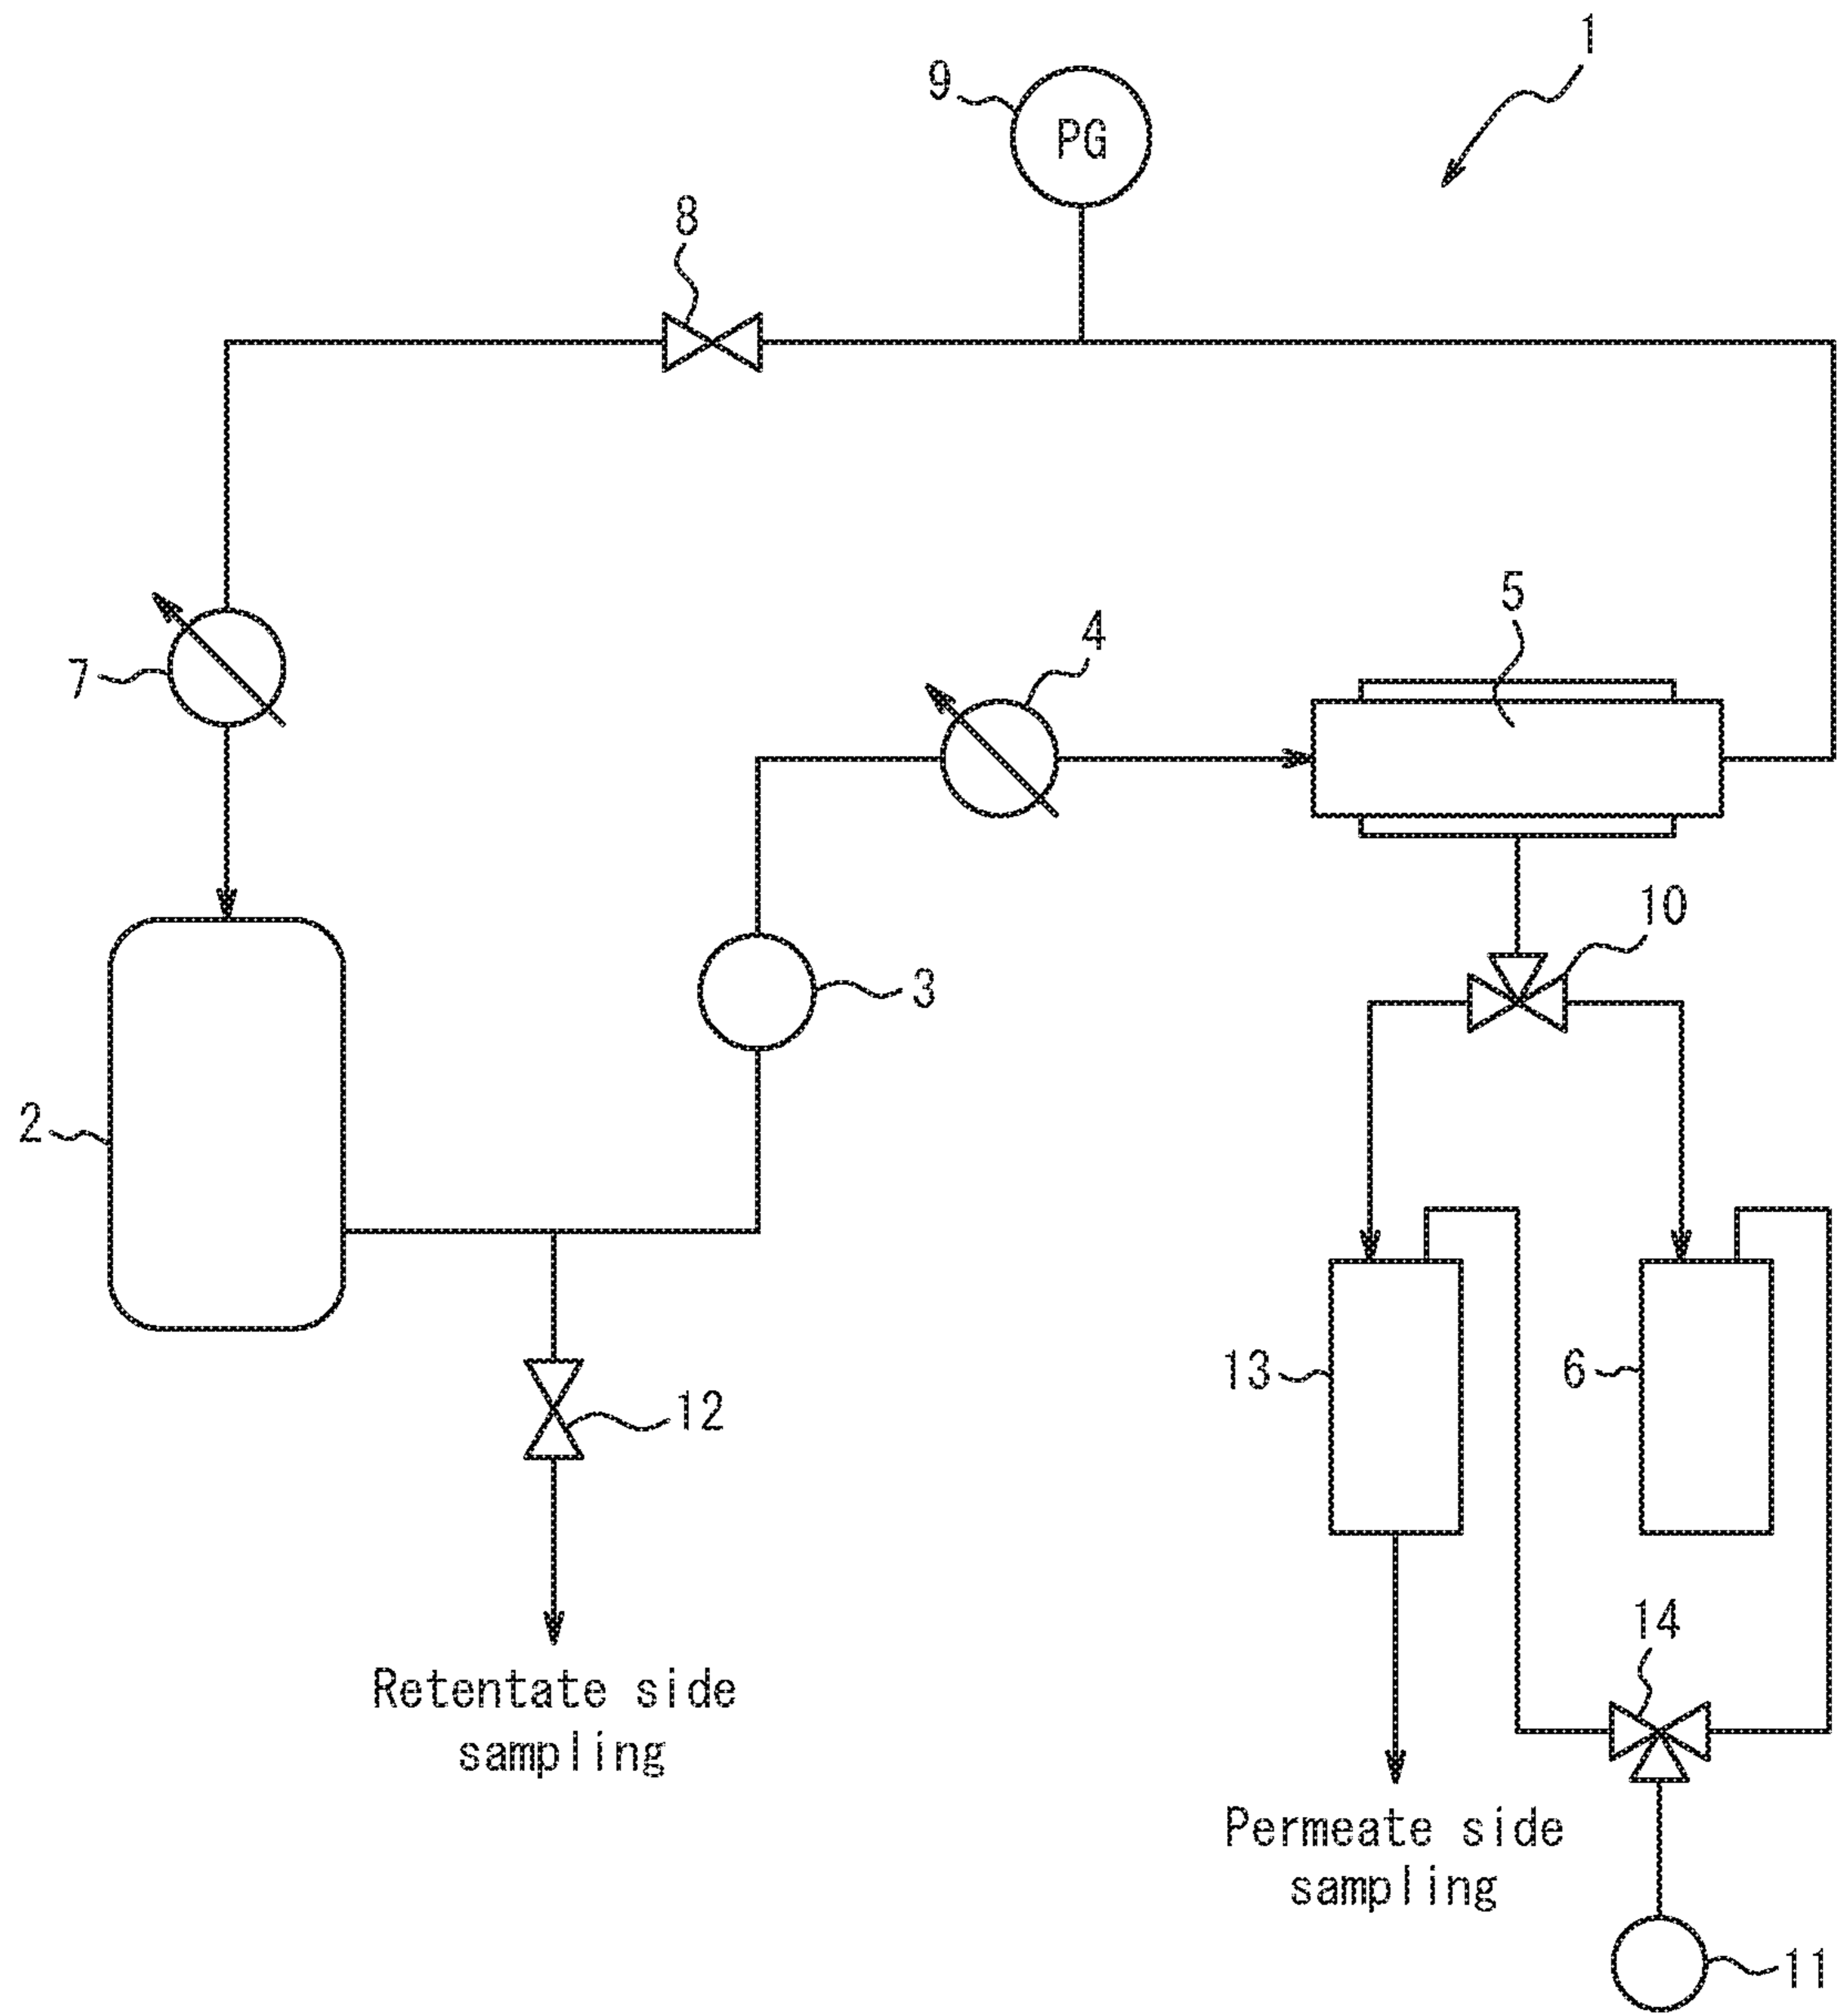 1
9
PG
8
5
4
7
10
3
2
13
6
12
14
Retentate side
sampling
Permeate side
sampling
11